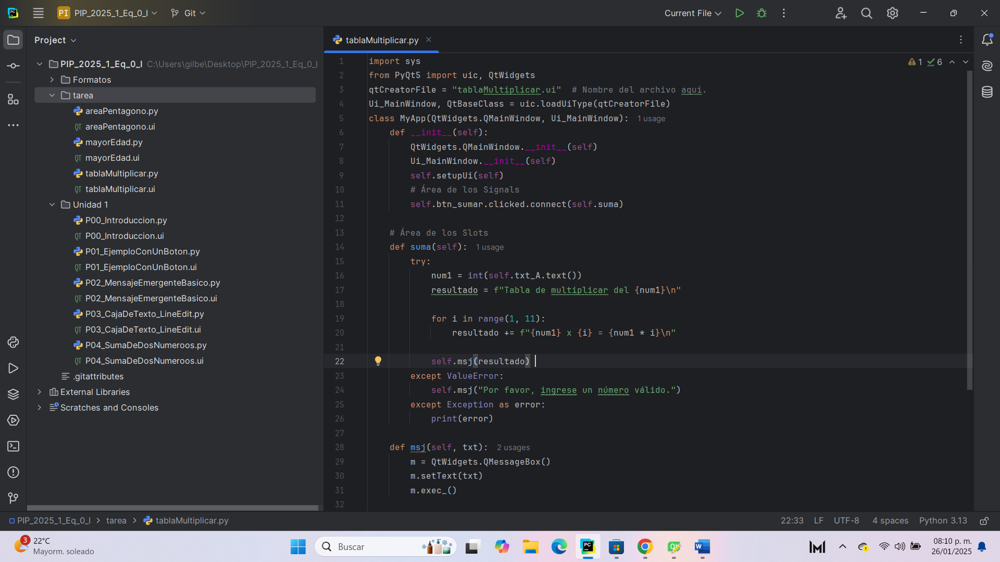 PI PIP_2025_1_Eq_0_I Git Current File
Project
PIP_2025_1_Eq_0_I C:\Users\gilbe\Desktop\PIP_2025_1_Eq_0_I
Formatos
tarea
areaPentagono.py
areaPentagono.ui
mayorEdad.py
mayorEdad.ui
tablaMultiplicar.py
tablaMultiplicar.ui
Unidad 1
P00_Introduccion.py
P00_Introduccion.ui
P01_EjemploConUnBoton.py
P01_EjemploConUnBoton.ui
P02_MensajeEmergenteBasico.py
P02_MensajeEmergenteBasico.ui
P03_CajaDeTexto_LineEdit.py
P03_CajaDeTexto_LineEdit.ui
P04_SumaDeDosNumeroos.py
P04_SumaDeDosNumeroos.ui
.gitattributes
External Libraries
Scratches and Consoles
tablaMultiplicar.py
1 6
1 import sys
2 from PyQt5 import uic, QtWidgets
3 qtCreatorFile = "tablaMultiplicar.ui"  # Nombre del archivo aquí.
4 Ui_MainWindow, QtBaseClass = uic.loadUiType(qtCreatorFile)
5 class MyApp(QtWidgets.QMainWindow, Ui_MainWindow): 1 usage
6     def __init__(self):
7         QtWidgets.QMainWindow.__init__(self)
8         Ui_MainWindow.__init__(self)
9         self.setupUi(self)
10         # Área de los Signals
11         self.btn_sumar.clicked.connect(self.suma)
12
13     # Área de los Slots
14     def suma(self): 1 usage
15         try:
16             num1 = int(self.txt_A.text())
17             resultado = f"Tabla de multiplicar del {num1}\n"
18
19             for i in range(1, 11):
20                 resultado += f"{num1} x {i} = {num1 * i}\n"
21
22             self.msj(resultado)
23         except ValueError:
24             self.msj("Por favor, ingrese un número válido.")
25         except Exception as error:
26             print(error)
27
28     def msj(self, txt): 2 usages
29         m = QtWidgets.QMessageBox()
30         m.setText(txt)
31         m.exec_()
32
PIP_2025_1_Eq_0_I > tarea > tablaMultiplicar.py 22:33 LF UTF-8 4 spaces Python 3.13
3 22°C
Mayorm. soleado
Buscar
08:10 p. m.
26/01/2025